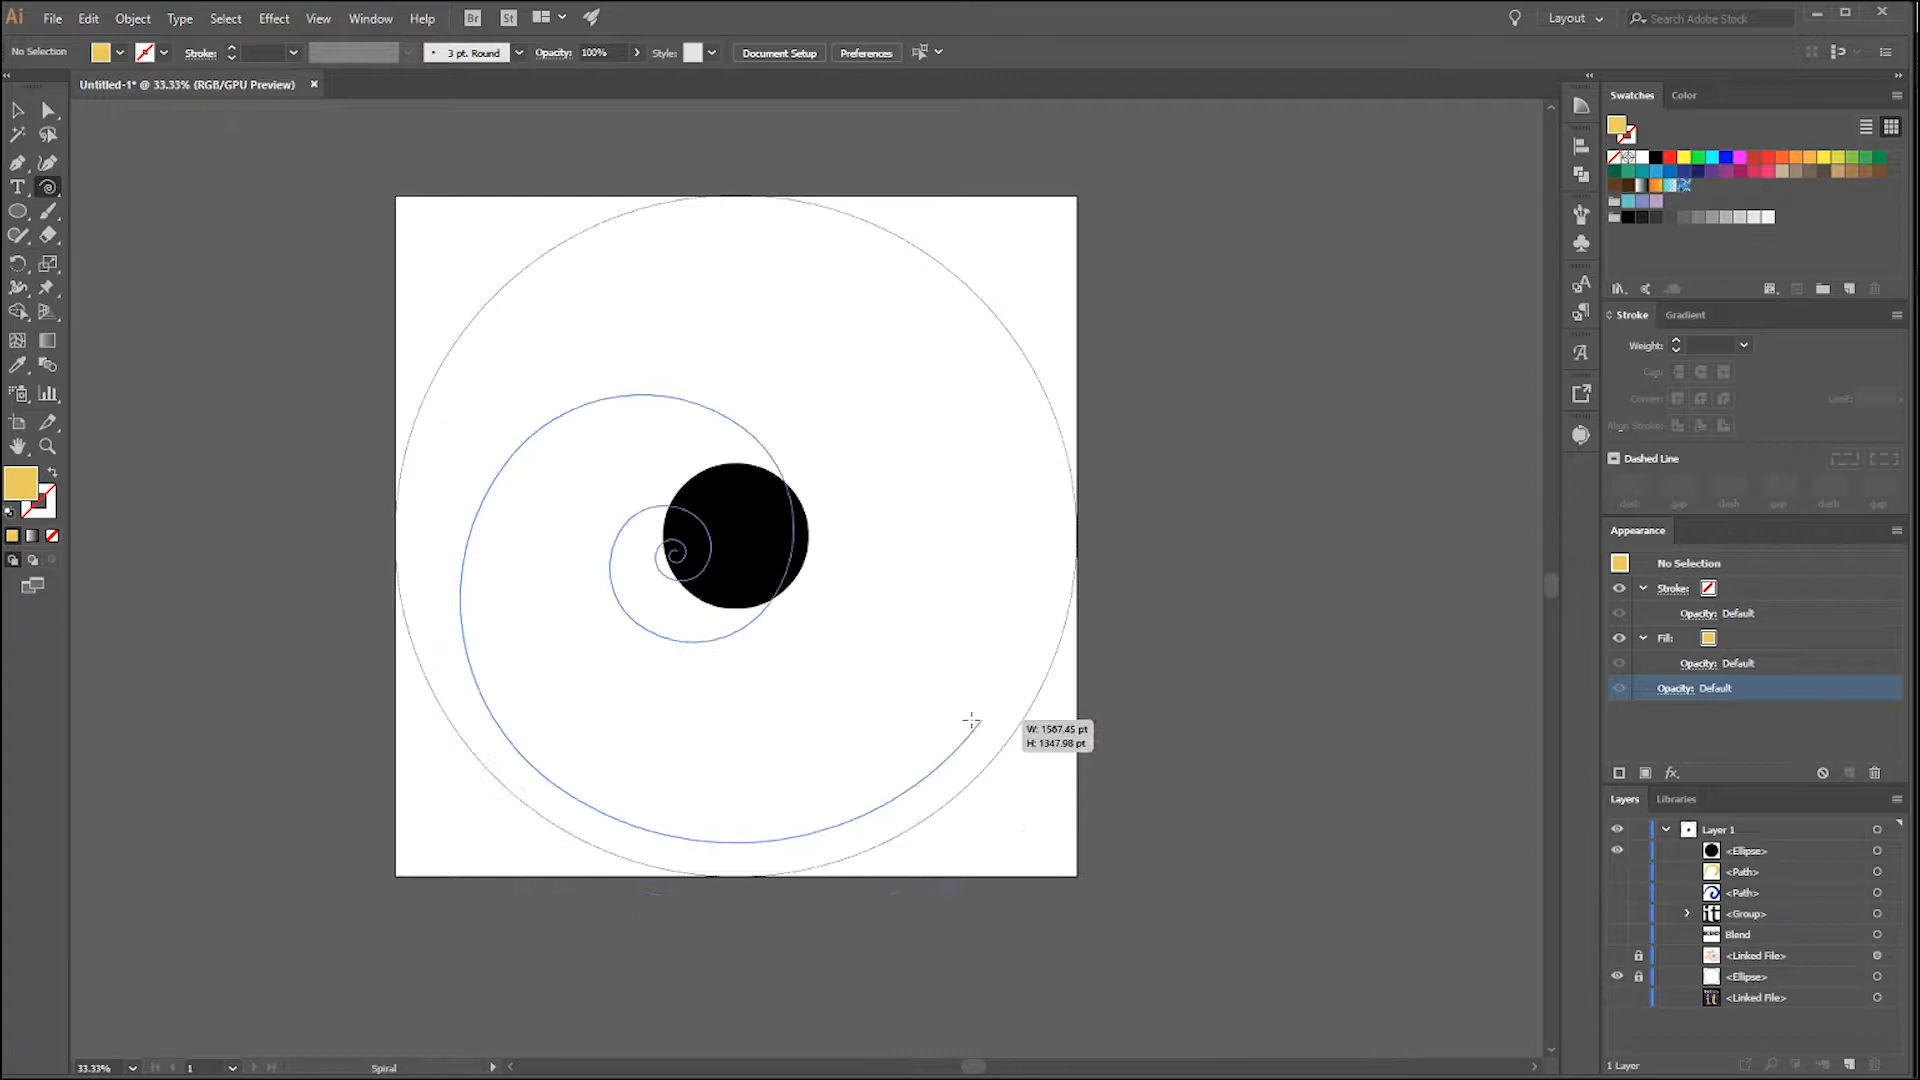 Ai File Edit Object Type Select Effect View Window Help Br St Layout Search Adobe Stock
No Selection Stroke: 3 pt. Round Opacity: 100% Style: Document Setup Preferences
Untitled-1* @ 33.33% (RGB/GPU Preview)
Swatches Color
Stroke Gradient
Weight:
Cap:
Corner: Limit:
Align Stroke:
Dashed Line
dash gap dash gap dash gap
Appearance
No Selection
Stroke:
Opacity: Default
Fill:
Opacity: Default
Opacity: Default
W: 1567.45 pt
H: 1347.98 pt
fx.
Layers Libraries
Layer 1
<Ellipse>
<Path>
<Path>
<Group>
Blend
<Linked File>
<Ellipse>
<Linked File>
33.33% 1 Spiral 1 Layer